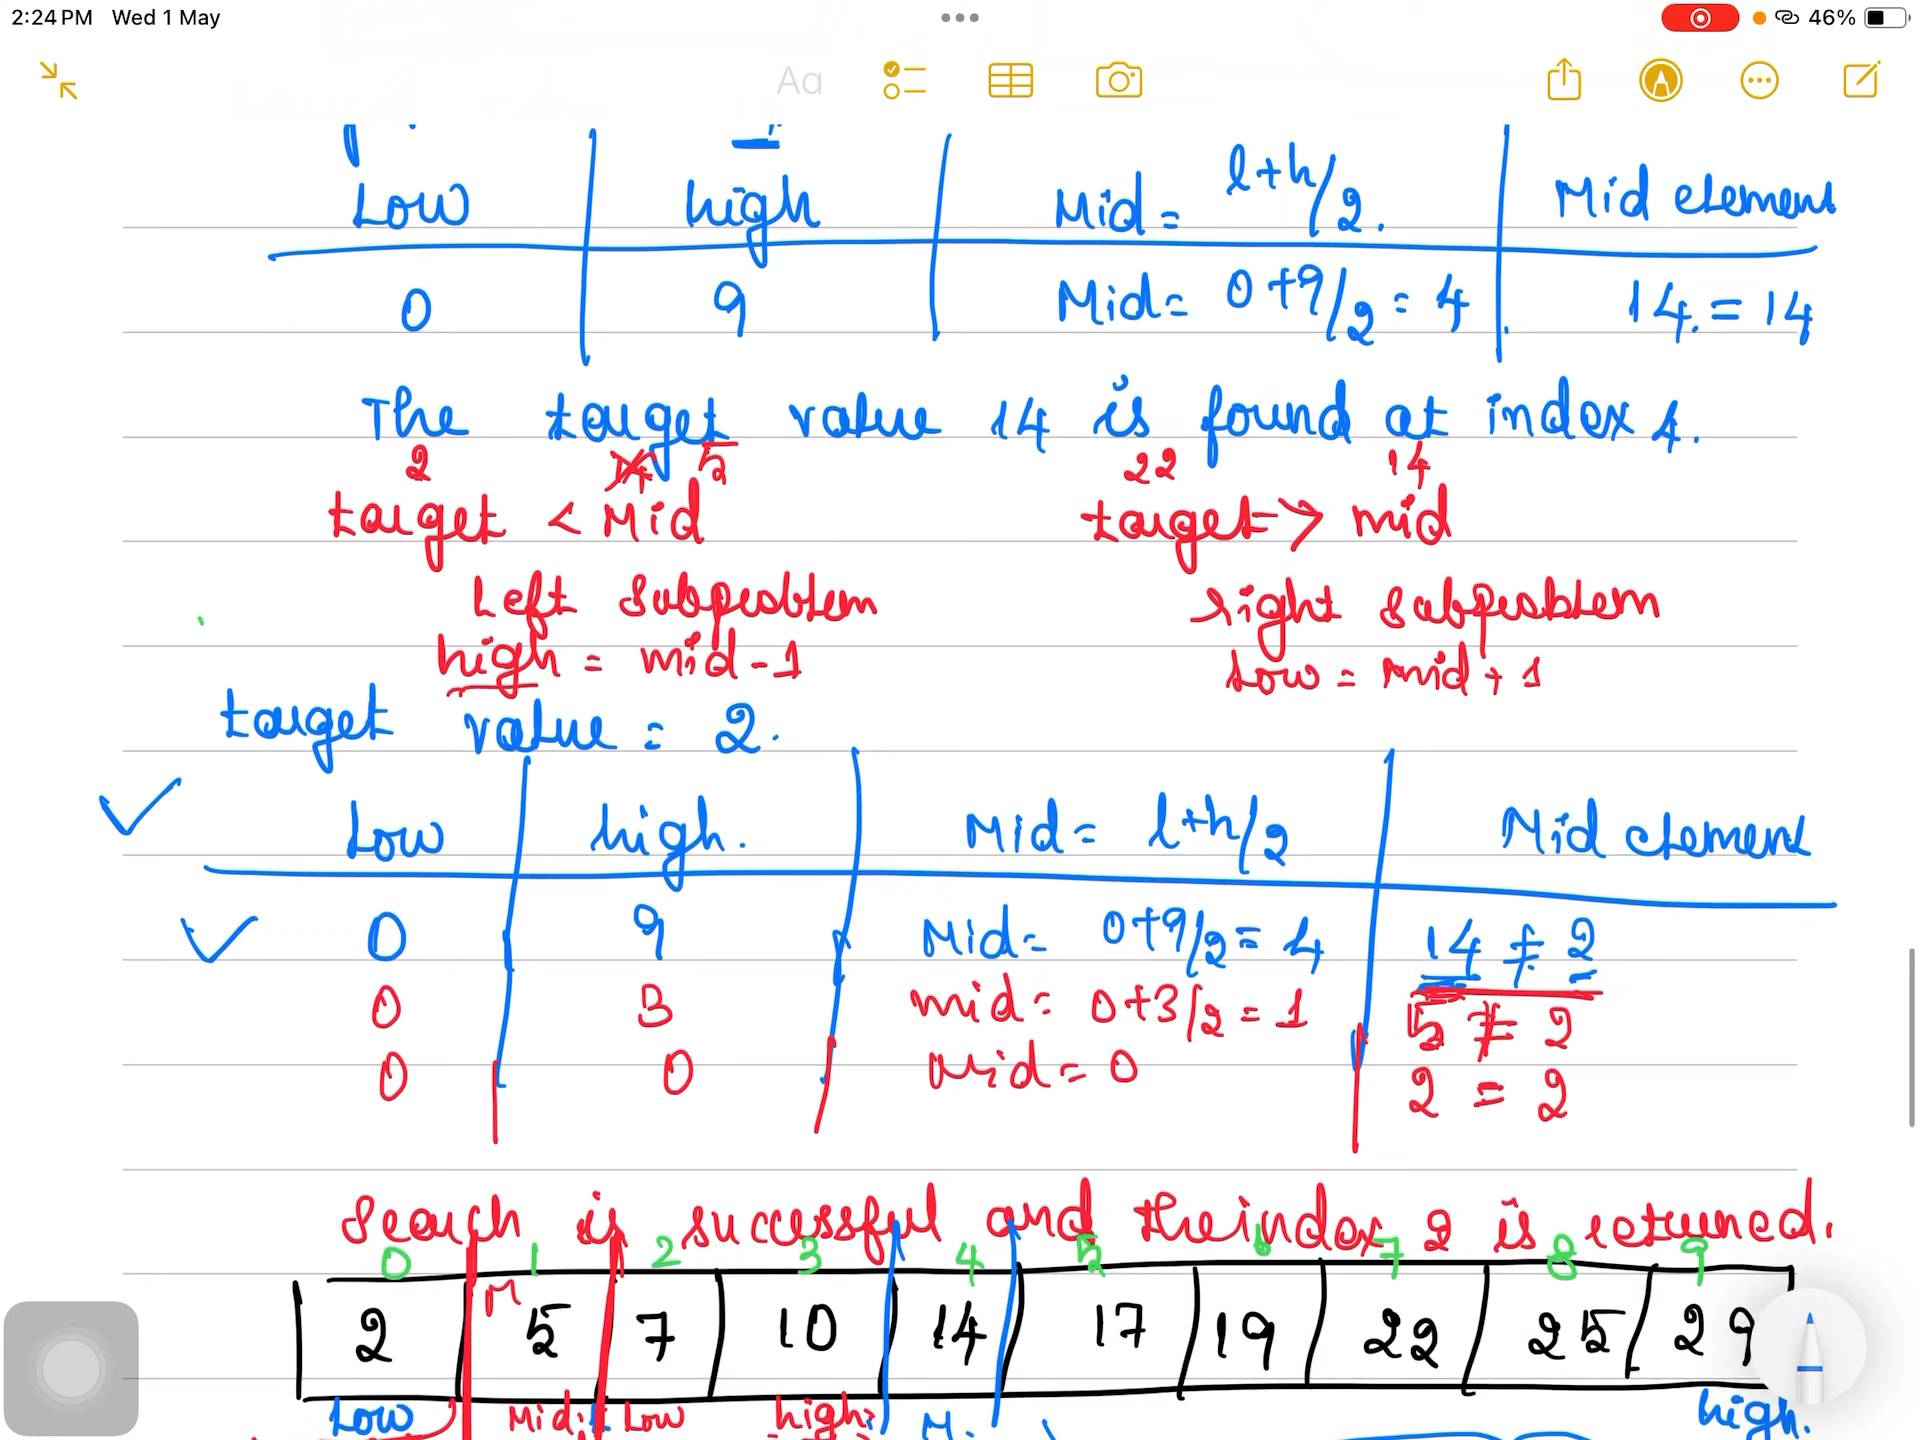 2:24 PM Wed 1 May
46%
Aa
Low high Mid = l+h/2. Mid element
0 9 Mid = 0+9/2 = 4 14. = 14
The target value 14 is found at index 4.
2 14 5 22 14
target < Mid target > mid
Left subproblem right subproblem
high = mid - 1 Low = mid + 1
target value = 2.
Low high. Mid = l+h/2 Mid element
0 9 Mid = 0+9/2 = 4 14 ≠ 2
0 3 mid = 0+3/2 = 1 5 ≠ 2
0 0 Mid = 0 2 = 2
Search is successful and the index 2 is returned.
0 1 2 3 4 5 6 7 8 9
M
2 5 7 10 14 17 19 22 25 29
Low Mid Low high high.